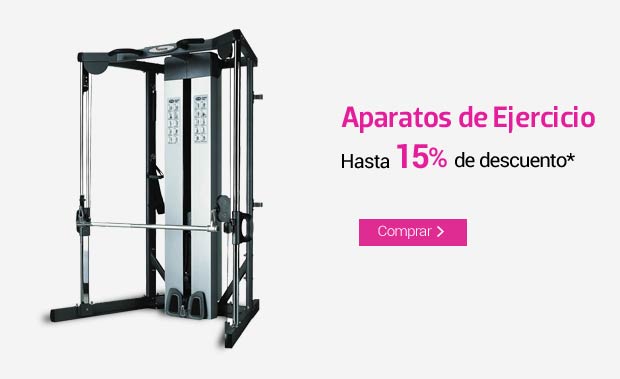 Aparatos de Ejercicio
Hasta 15% de descuento*
Comprar >